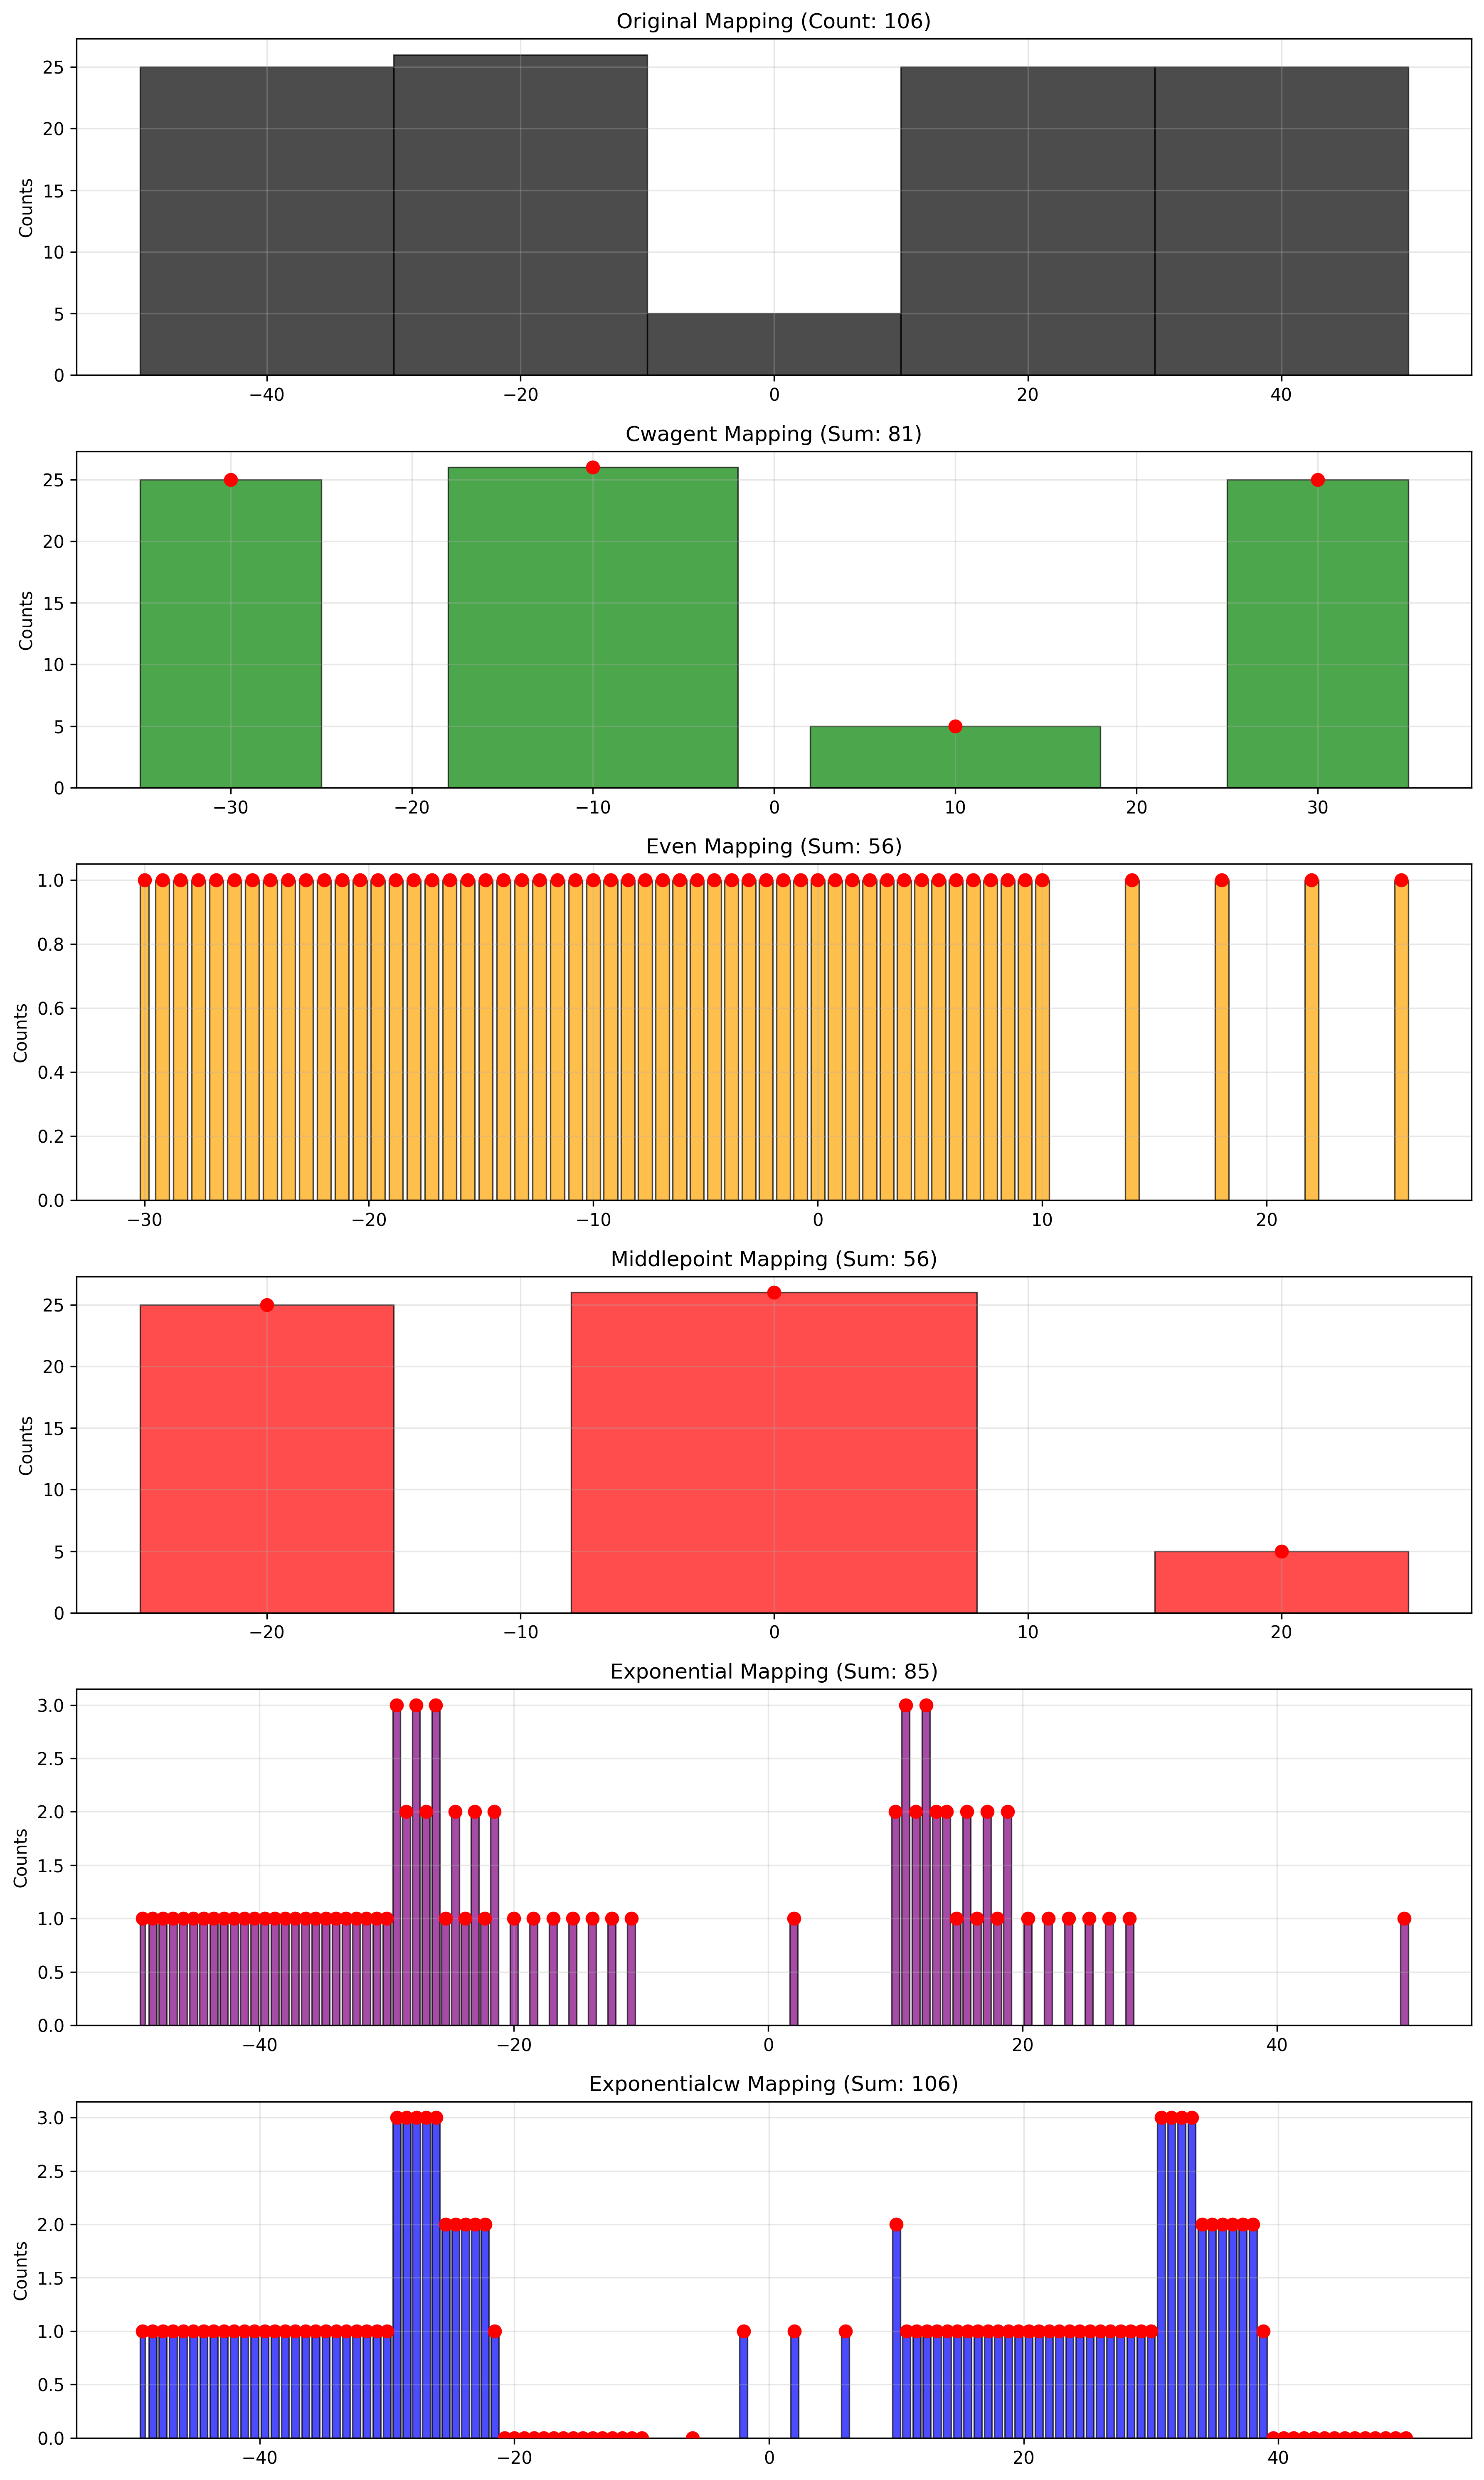 Original Mapping (Count: 106)
Counts
25
20
15
10
5
0
−40 −20 0 20 40
Cwagent Mapping (Sum: 81)
Counts
25
20
15
10
5
0
−30 −20 −10 0 10 20 30
Even Mapping (Sum: 56)
Counts
1.0
0.8
0.6
0.4
0.2
0.0
−30 −20 −10 0 10 20
Middlepoint Mapping (Sum: 56)
Counts
25
20
15
10
5
0
−20 −10 0 10 20
Exponential Mapping (Sum: 85)
Counts
3.0
2.5
2.0
1.5
1.0
0.5
0.0
−40 −20 0 20 40
Exponentialcw Mapping (Sum: 106)
Counts
3.0
2.5
2.0
1.5
1.0
0.5
0.0
−40 −20 0 20 40